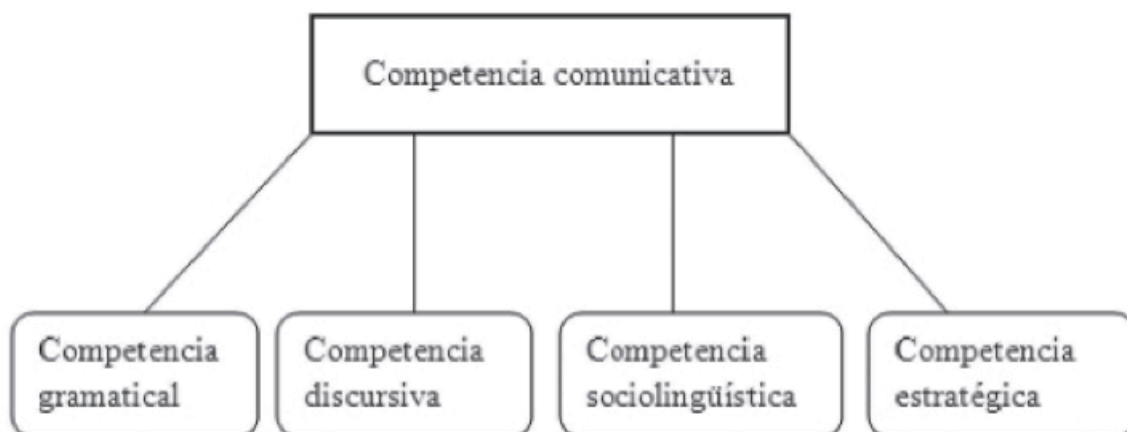 Competencia comunicativa
Competencia
gramatical
Competencia
discursiva
Competencia
sociolingüística
Competencia
estratégica